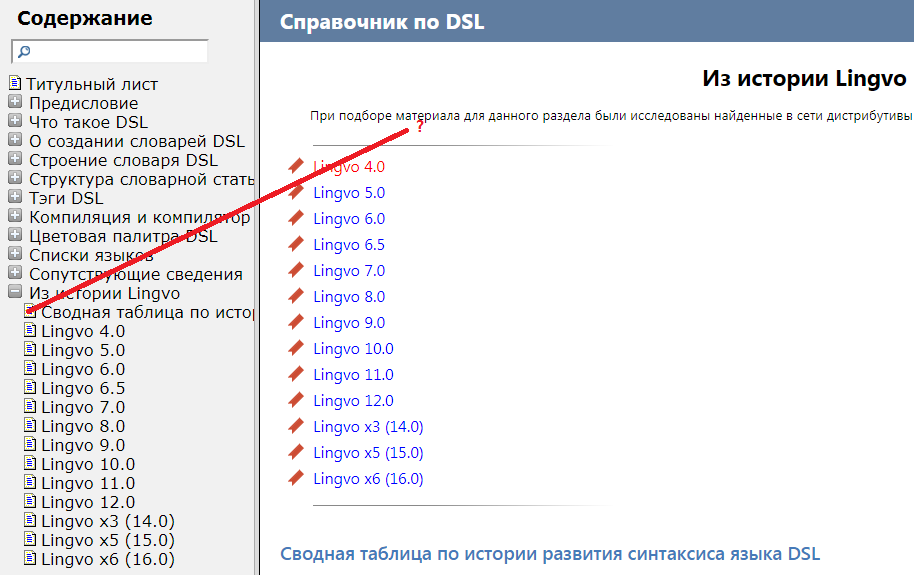 Содержание
Титульный лист
Предисловие
Что такое DSL
О создании словарей DSL
Строение словаря DSL
Структура словарной стать
Тэги DSL
Компиляция и компилятор
Цветовая палитра DSL
Списки языков
Сопутствующие сведения
Из истории Lingvo
Сводная таблица по истор
Lingvo 4.0
Lingvo 5.0
Lingvo 6.0
Lingvo 6.5
Lingvo 7.0
Lingvo 8.0
Lingvo 9.0
Lingvo 10.0
Lingvo 11.0
Lingvo 12.0
Lingvo x3 (14.0)
Lingvo x5 (15.0)
Lingvo x6 (16.0)
Справочник по DSL
Из истории Lingvo
При подборе материала для данного раздела были исследованы найденные в сети дистрибутивы
?
Lingvo 4.0
Lingvo 5.0
Lingvo 6.0
Lingvo 6.5
Lingvo 7.0
Lingvo 8.0
Lingvo 9.0
Lingvo 10.0
Lingvo 11.0
Lingvo 12.0
Lingvo x3 (14.0)
Lingvo x5 (15.0)
Lingvo x6 (16.0)
Сводная таблица по истории развития синтаксиса языка DSL